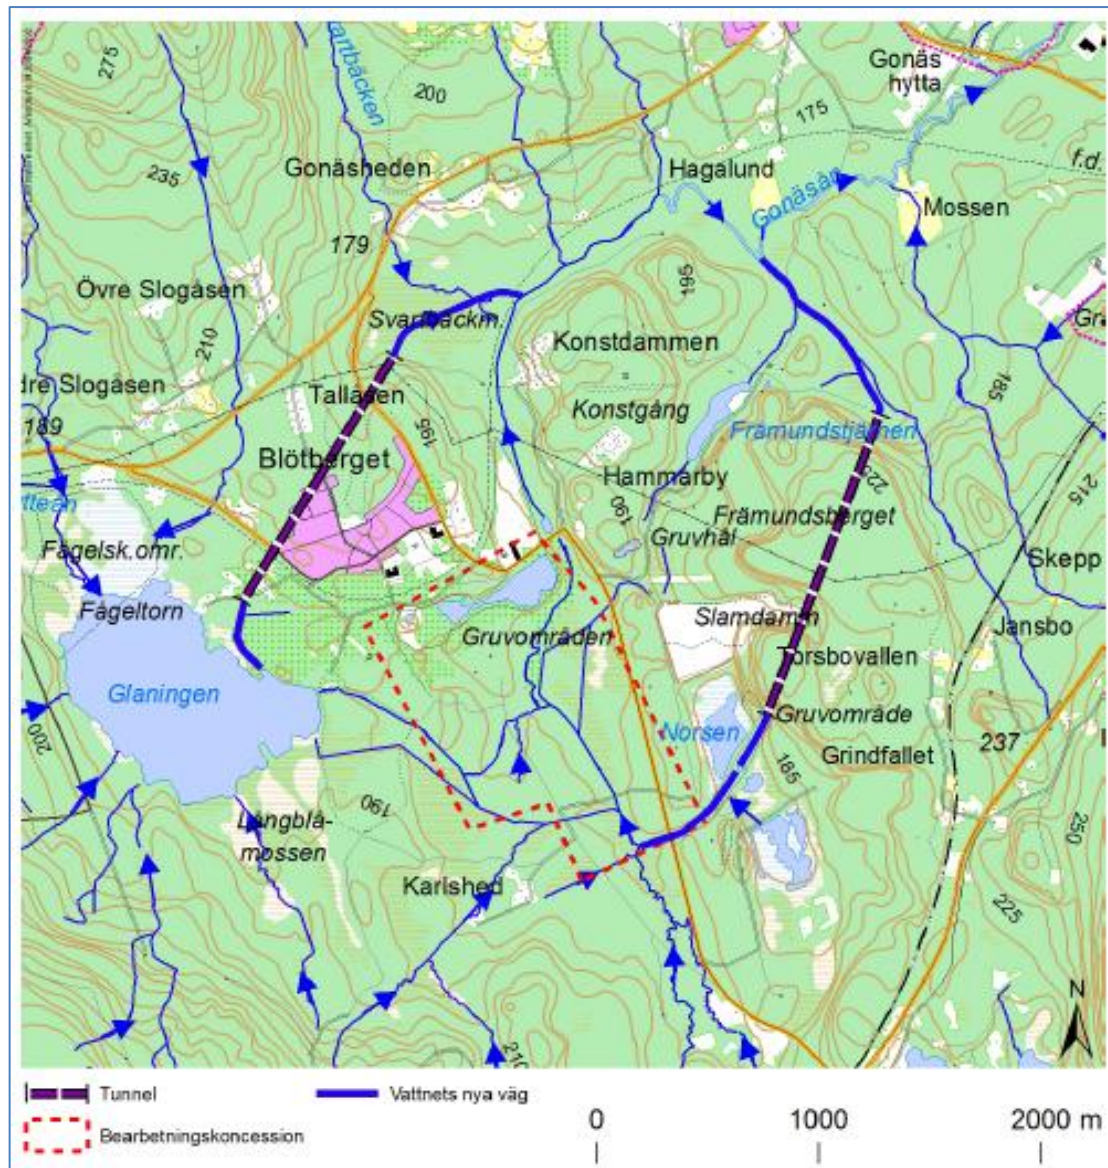 275
artbäcken
200
Gonäs
hytta
175
f.d.
Gonäsheden
Hagalund
235
Gonäsån
Mossen
179
195
Övre Slogåsen
Svartbäckm.
Konstdammen
210
dre Slogåsen
Tallåsen
Konstgång
185
189
195
Främundstjärnen
Blötberget
Hammarby
215
190
Främundsberget
Fågelsk.omr.
Gruvhål
Skepp
Fågeltorn
Gruvområden
Slamdamm
Jansbo
Torsbovallen
Glaningen
Gruvområde
Norsen
200
Grindfallet
237
185
190
Långblå-
mossen
250
Karlshed
225
210
N
Tunnel
Vattnets nya väg
Bearbetningskoncession
0
1000
2000 m